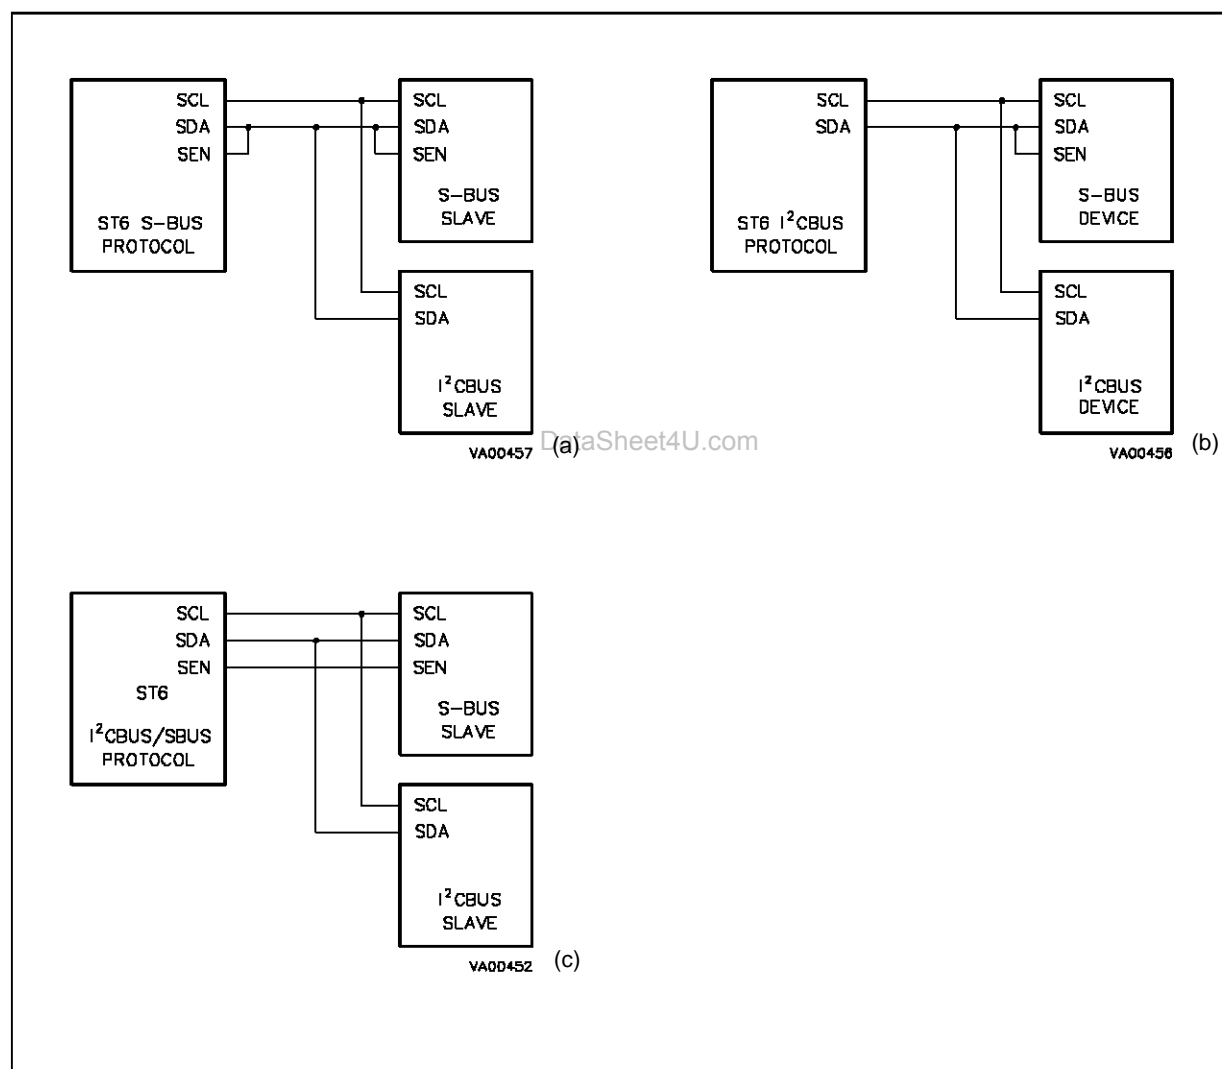 SCL
SDA
SEN
ST6 S-BUS
PROTOCOL
SCL
SDA
SEN
S-BUS
SLAVE
SCL
SDA
I²CBUS
SLAVE
VA00457
(a)
SCL
SDA
ST6 I²CBUS
PROTOCOL
SCL
SDA
SEN
S-BUS
DEVICE
SCL
SDA
I²CBUS
DEVICE
VA00456
(b)
DataSheet4U.com
SCL
SDA
SEN
ST6
I²CBUS/SBUS
PROTOCOL
SCL
SDA
SEN
S-BUS
SLAVE
SCL
SDA
I²CBUS
SLAVE
VA00452
(c)